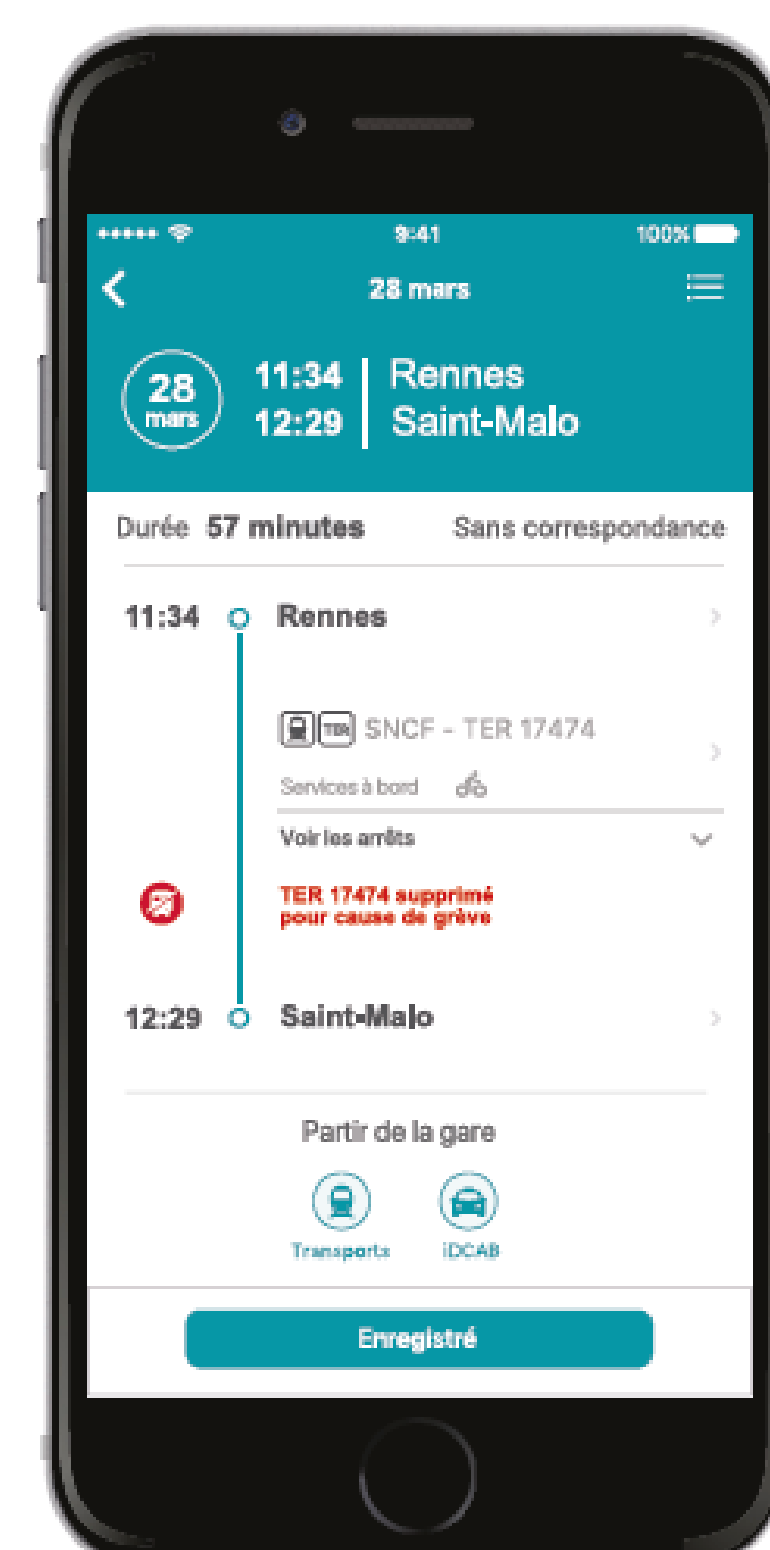 9:41
100%
28 mars
28
mars
11:34
12:29
Rennes
Saint-Malo
Durée 57 minutes
Sans correspondance
11:34
Rennes
TER
SNCF - TER 17474
Services à bord
Voir les arrêts
TER 17474 supprimé
pour cause de grève
12:29
Saint-Malo
Partir de la gare
Transports
iDCAB
Enregistré